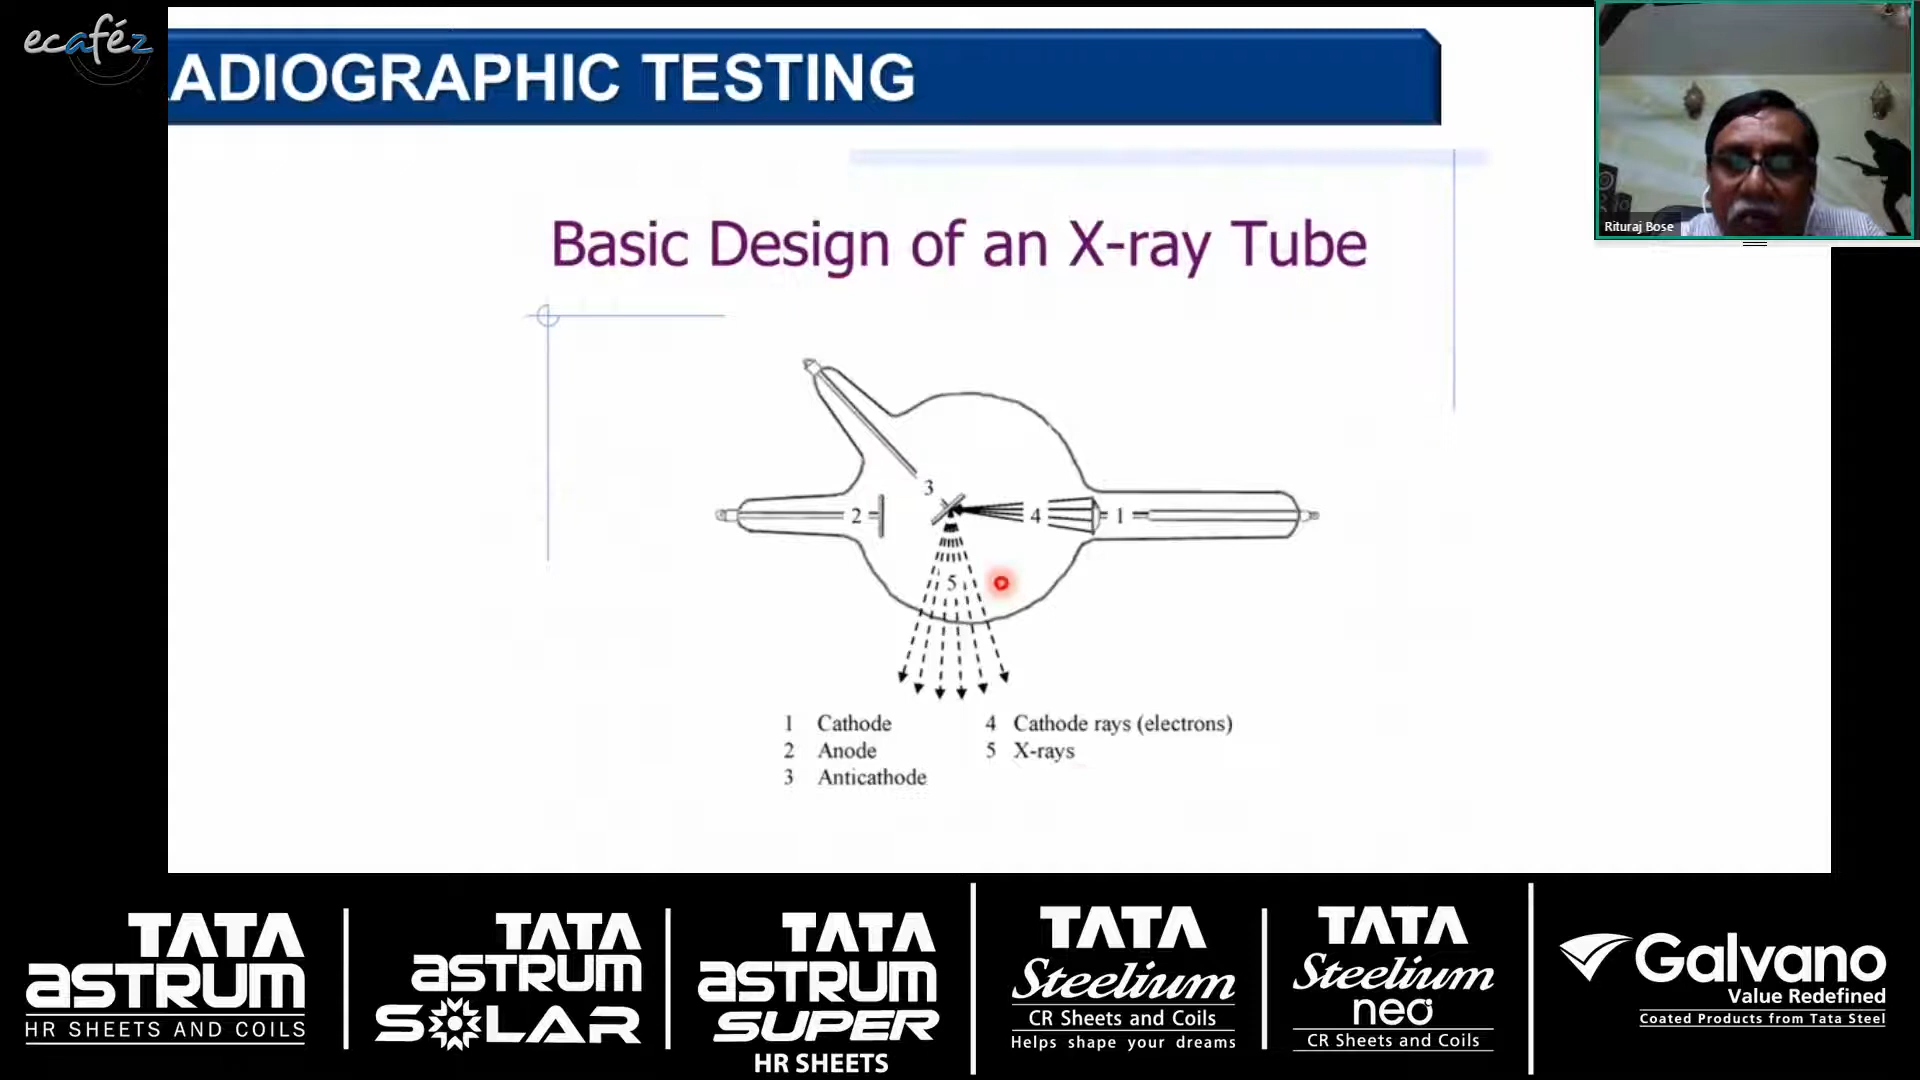 ecaféz
ADIOGRAPHIC TESTING
Rituraj Bose
Basic Design of an X-ray Tube
3
2
4
1
5
1 Cathode
2 Anode
3 Anticathode
4 Cathode rays (electrons)
5 X-rays
TATA
ASTRUM
HR SHEETS AND COILS
TATA
ASTRUM
SOLAR
TATA
ASTRUM
SUPER
HR SHEETS
TATA
Steelium
CR Sheets and Coils
Helps shape your dreams
TATA
Steelium
neo
CR Sheets and Coils
Galvano
Value Redefined
Coated Products from Tata Steel